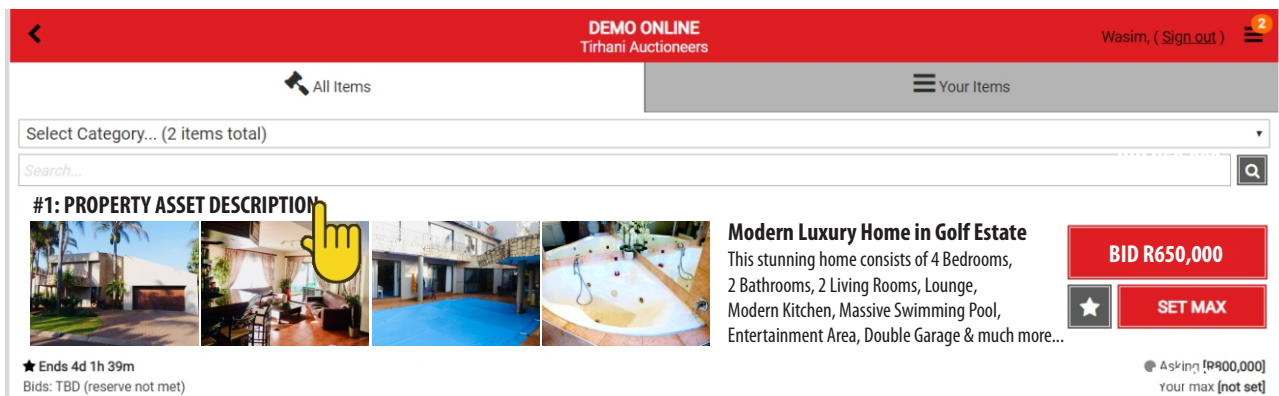 DEMO ONLINE
Tirhani Auctioneers
Wasim, ( Sign out )
2
All Items
Your Items
Select Category... (2 items total)
Search...
#1: PROPERTY ASSET DESCRIPTION
Modern Luxury Home in Golf Estate
This stunning home consists of 4 Bedrooms,
2 Bathrooms, 2 Living Rooms, Lounge,
Modern Kitchen, Massive Swimming Pool,
Entertainment Area, Double Garage & much more...
BID R650,000
SET MAX
Ends 4d 1h 39m
Bids: TBD (reserve not met)
Asking [R800,000]
Your max [not set]